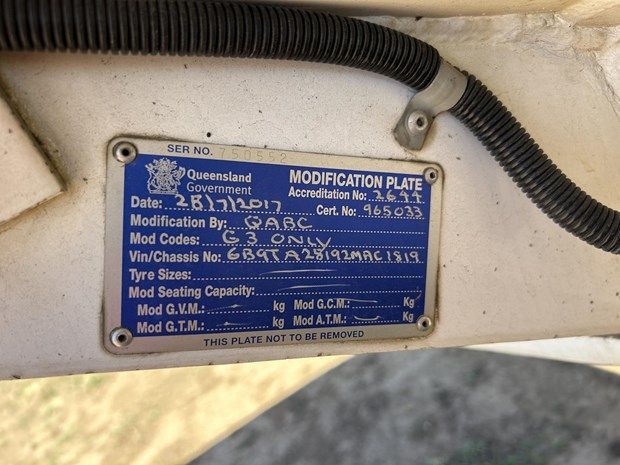 SER NO. 750552
Queensland Government
MODIFICATION PLATE
Accreditation No: 2644
Date: 28/7/2017 Cert. No: 965033
Modification By: QABC
Mod Codes: G3 ONLY
Vin/Chassis No: 6B9TA28192MAC1819
Tyre Sizes:
Mod Seating Capacity:
Mod G.V.M.: kg Mod G.C.M.: Kg
Mod G.T.M.: kg Mod A.T.M.: Kg
THIS PLATE NOT TO BE REMOVED